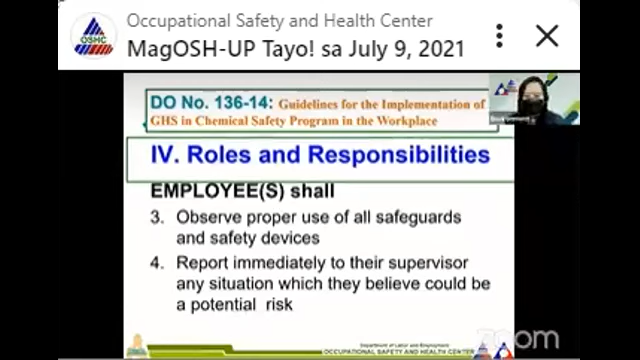 Occupational Safety and Health Center
MagOSH-UP Tayo! sa July 9, 2021
OSHC
DO No. 136-14: Guidelines for the Implementation of
GHS in Chemical Safety Program in the Workplace
IV. Roles and Responsibilities
EMPLOYEE(S) shall
3. Observe proper use of all safeguards
and safety devices
4. Report immediately to their supervisor
any situation which they believe could be
a potential risk
Department of Labor and Employment
OCCUPATIONAL SAFETY AND HEALTH CENTER
zoom